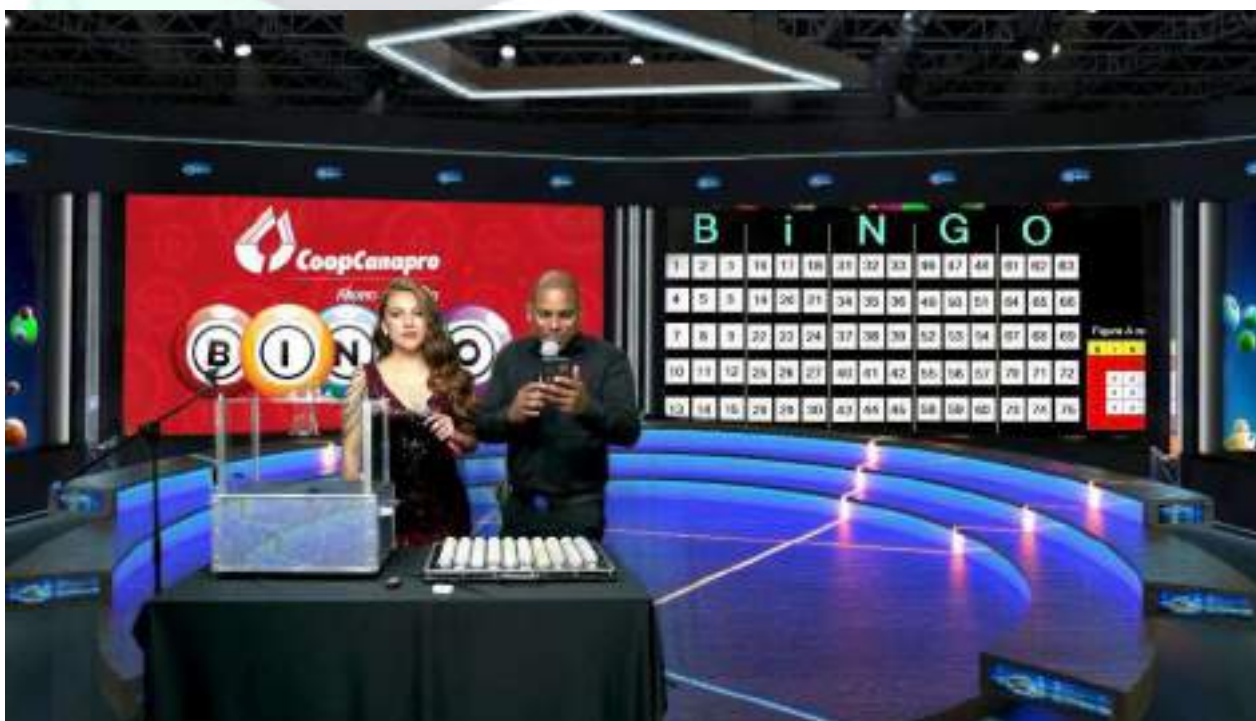 CoopCanapro
B I N O
B i N G O
1 2 3 16 17 18 31 32 33 46 47 48 61 62 63
4 5 6 19 20 21 34 35 36 49 50 51 64 65 66
7 8 9 22 23 24 37 38 39 52 53 54 67 68 69
10 11 12 25 26 27 40 41 42 55 56 57 70 71 72
13 14 15 28 29 30 43 44 45 58 59 60 73 74 75
Figura A